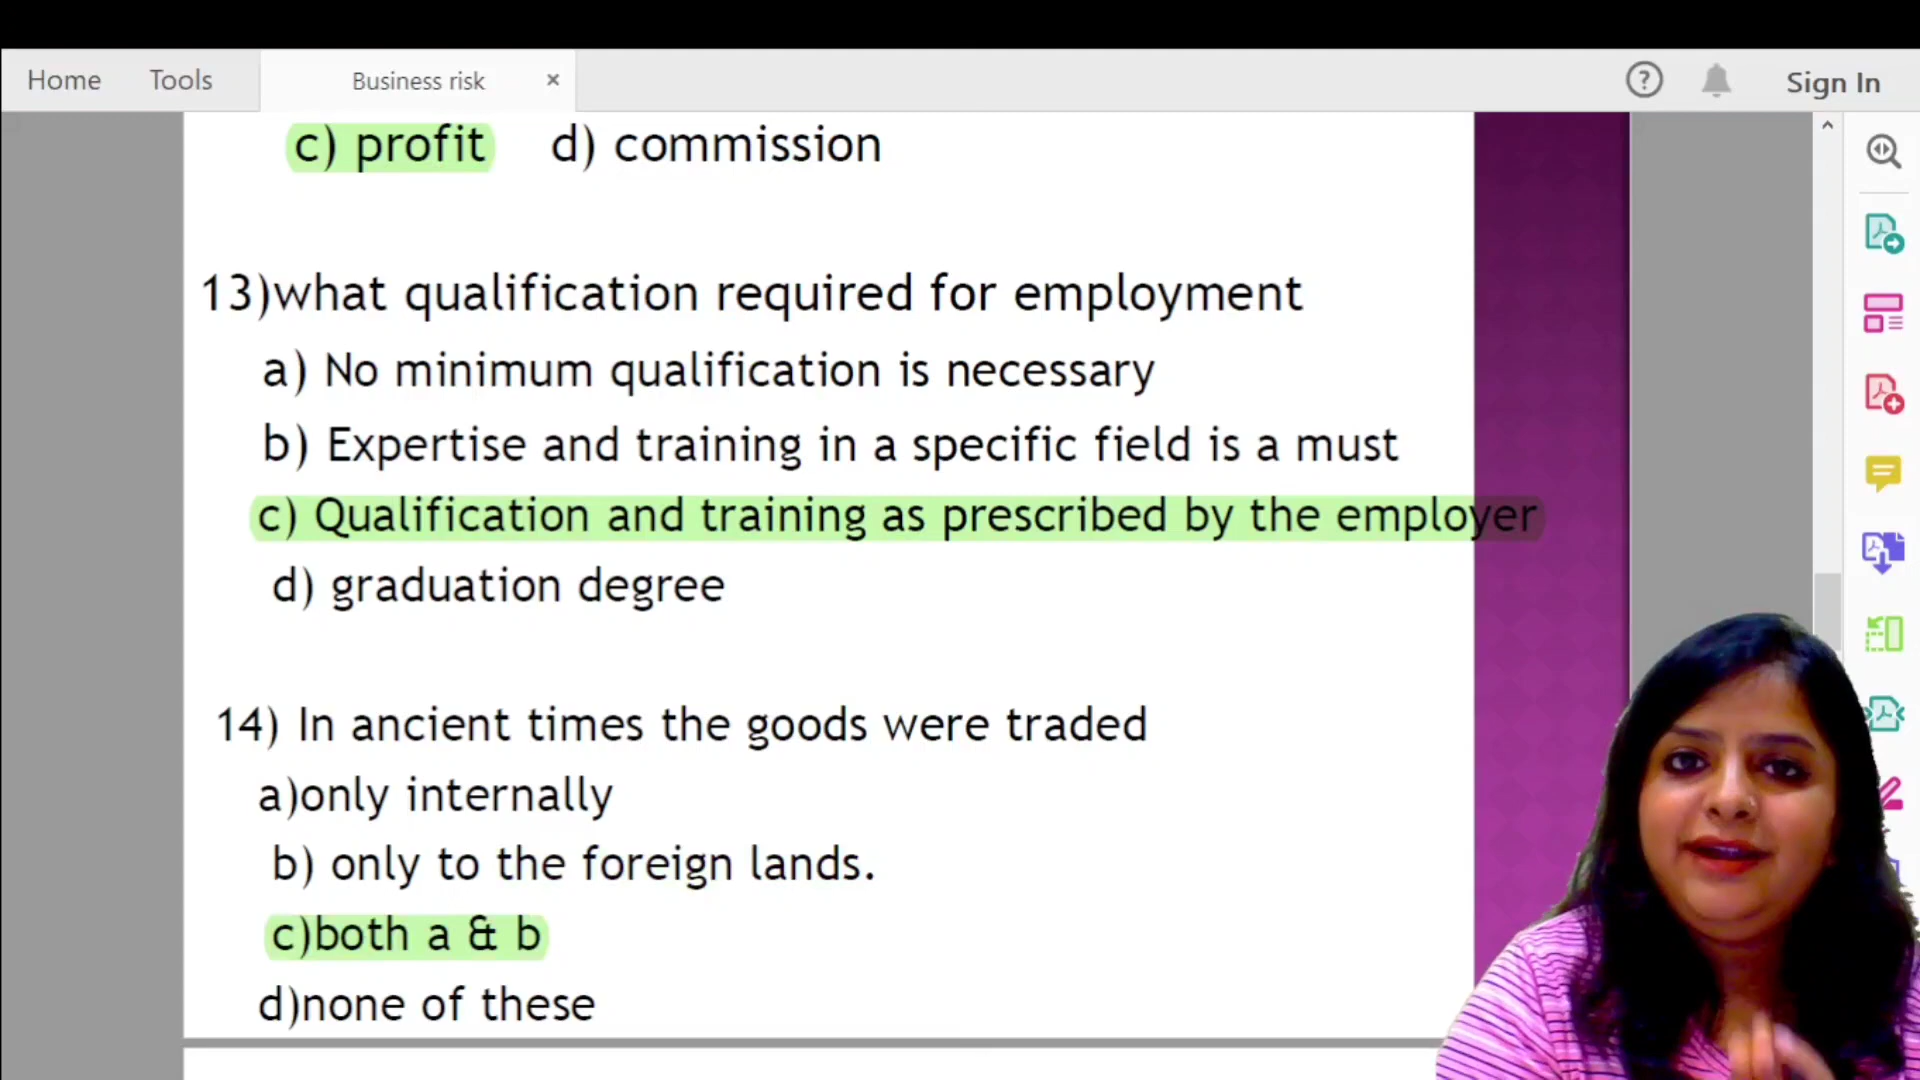 Home Tools Business risk × ? Sign In
c) profit d) commission
13)what qualification required for employment
a) No minimum qualification is necessary
b) Expertise and training in a specific field is a must
c) Qualification and training as prescribed by the employer
d) graduation degree
14) In ancient times the goods were traded
a)only internally
b) only to the foreign lands.
c)both a & b
d)none of these